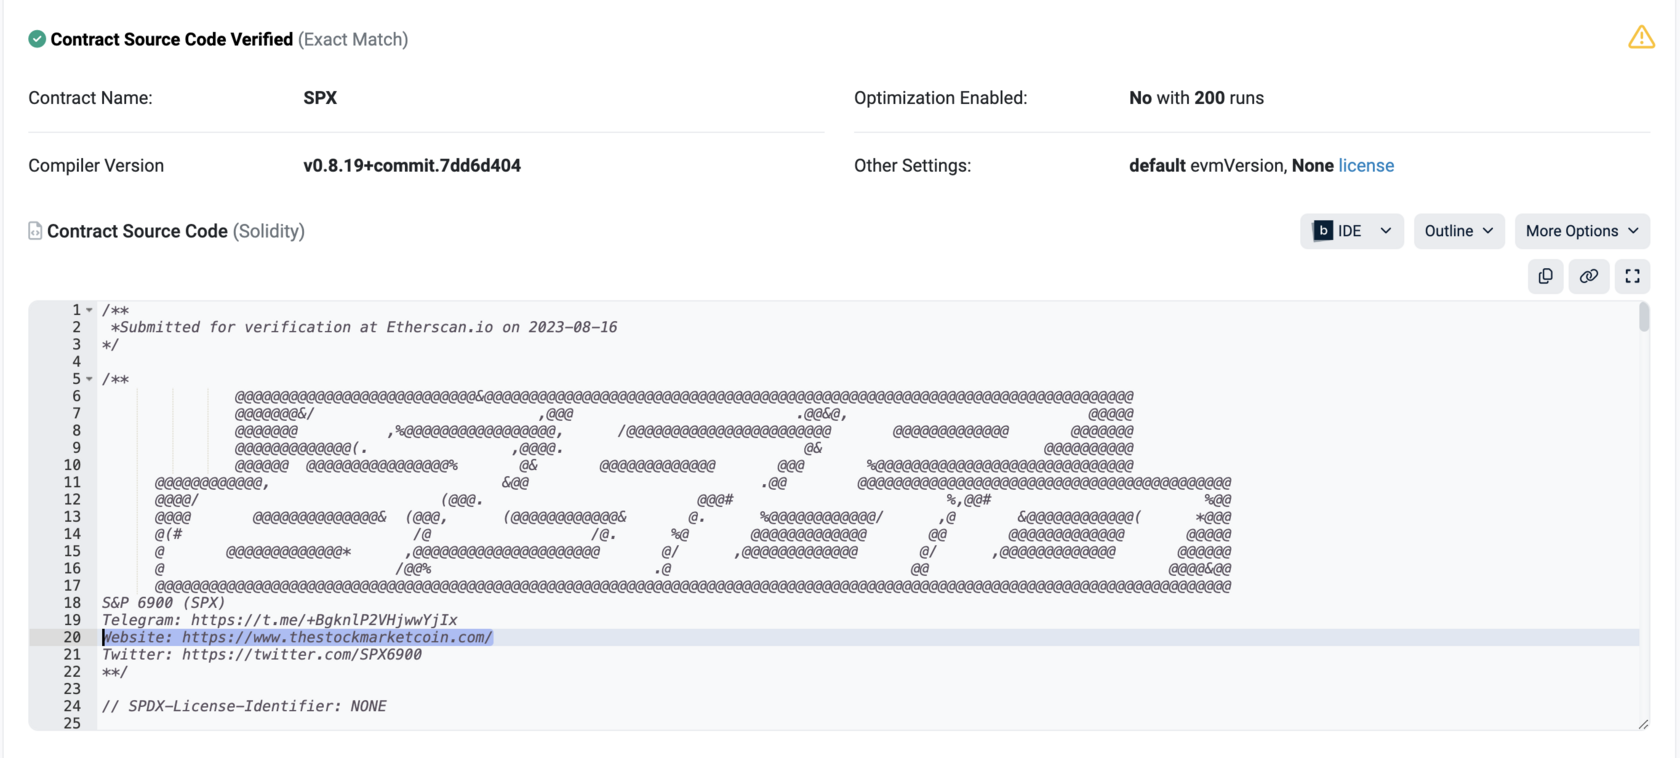 Contract Source Code Verified (Exact Match)
Contract Name: SPX Optimization Enabled: No with 200 runs
Compiler Version v0.8.19+commit.7dd6d404 Other Settings: default evmVersion, None license
Contract Source Code (Solidity) b IDE Outline More Options
1 /**
2 *Submitted for verification at Etherscan.io on 2023-08-16
3 */
4
5 /**
6
7
8
9
10
11
12
13
14
15
16
17
18 S&P 6900 (SPX)
19 Telegram: https://t.me/+BgknlP2VHjwwYjIx
20 Website: https://www.thestockmarketcoin.com/
21 Twitter: https://twitter.com/SPX6900
22 **/
23
24 // SPDX-License-Identifier: NONE
25